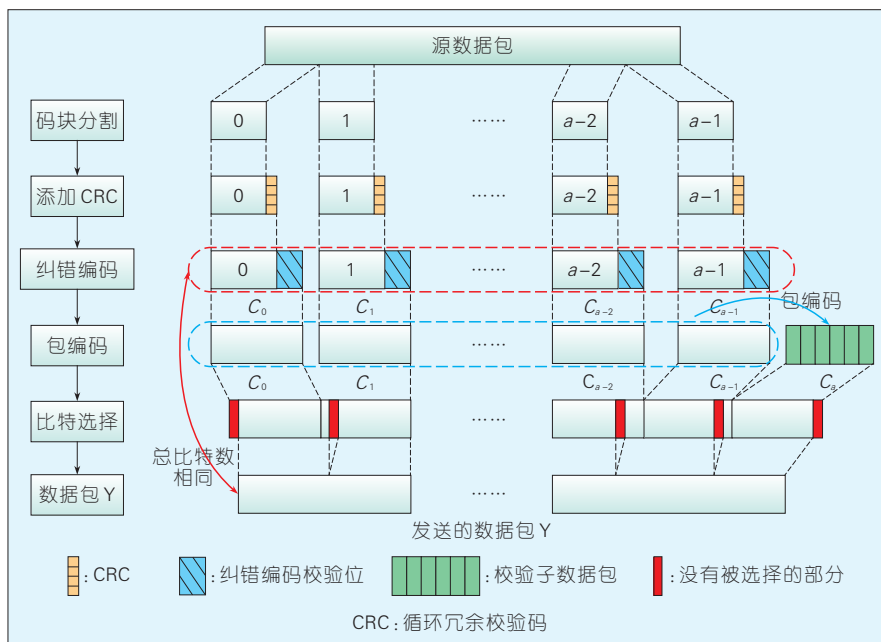 源数据包
码块分割
0 1 …… a−2 a−1
添加 CRC
0 1 …… a−2 a−1
纠错编码
0 1 …… a−2 a−1
C0 C1 Ca−2 Ca−1
包编码
包编码
……
C0 C1 Ca−2 Ca−1 Ca
比特选择
……
总比特数
相同
数据包 Y
……
发送的数据包 Y
: CRC
: 纠错编码校验位
: 校验子数据包
: 没有被选择的部分
CRC : 循环冗余校验码